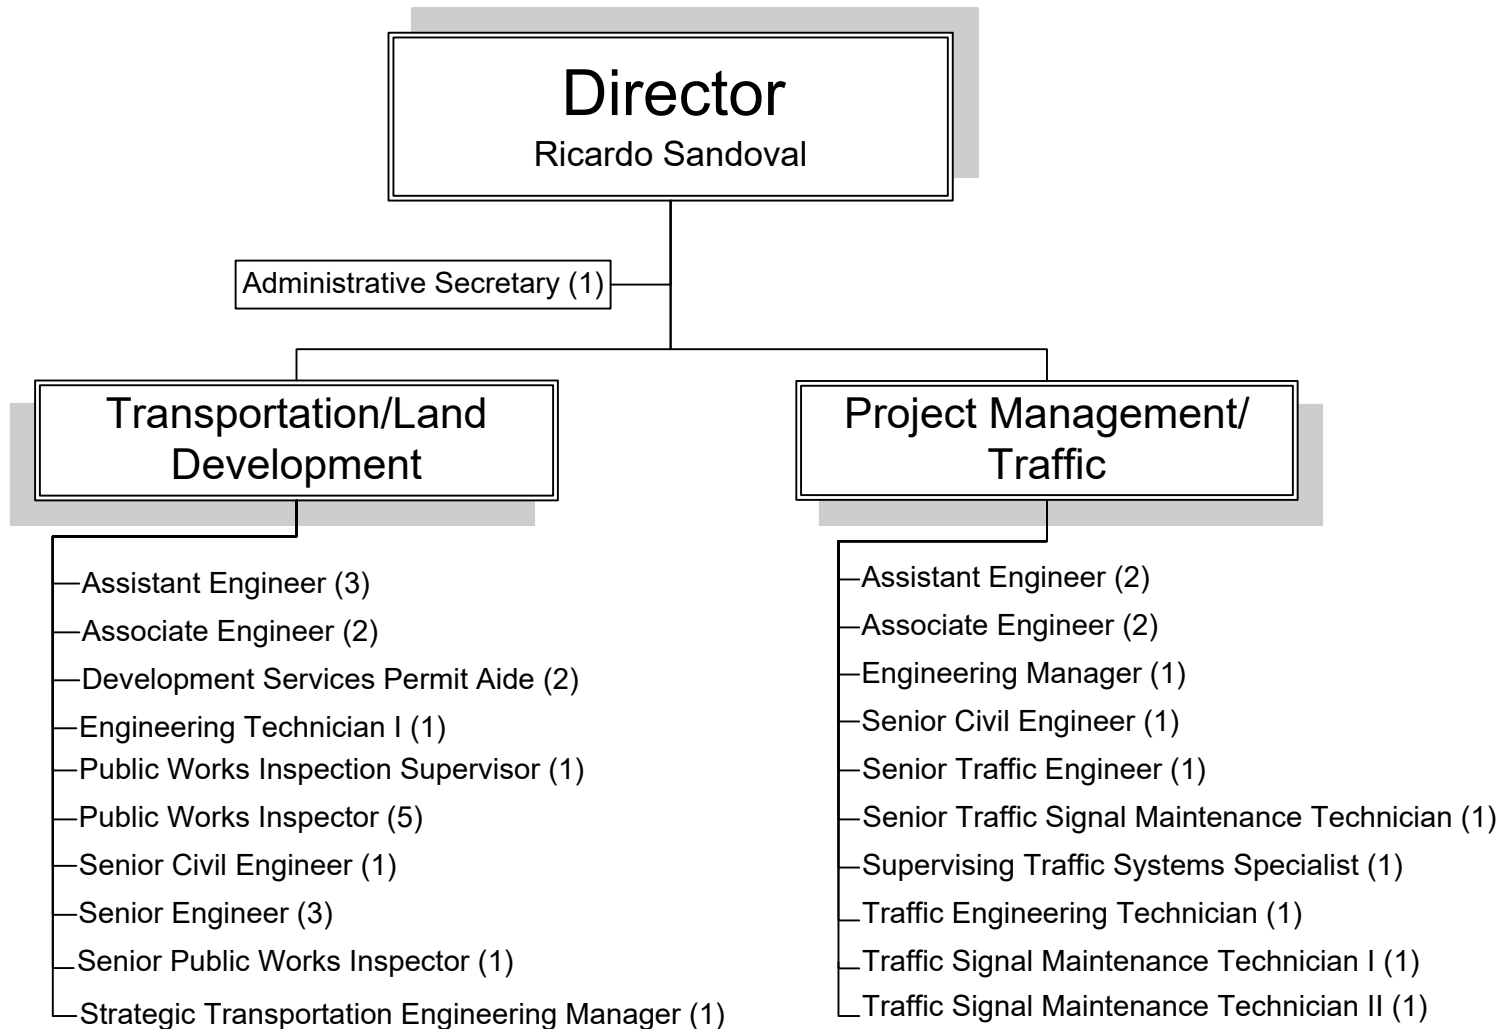 Director
Ricardo Sandoval
Administrative Secretary (1)
Transportation/Land
Development
Assistant Engineer (3)
Associate Engineer (2)
Development Services Permit Aide (2)
Engineering Technician I (1)
Public Works Inspection Supervisor (1)
Public Works Inspector (5)
Senior Civil Engineer (1)
Senior Engineer (3)
Senior Public Works Inspector (1)
Strategic Transportation Engineering Manager (1)
Project Management/
Traffic
Assistant Engineer (2)
Associate Engineer (2)
Engineering Manager (1)
Senior Civil Engineer (1)
Senior Traffic Engineer (1)
Senior Traffic Signal Maintenance Technician (1)
Supervising Traffic Systems Specialist (1)
Traffic Engineering Technician (1)
Traffic Signal Maintenance Technician I (1)
Traffic Signal Maintenance Technician II (1)